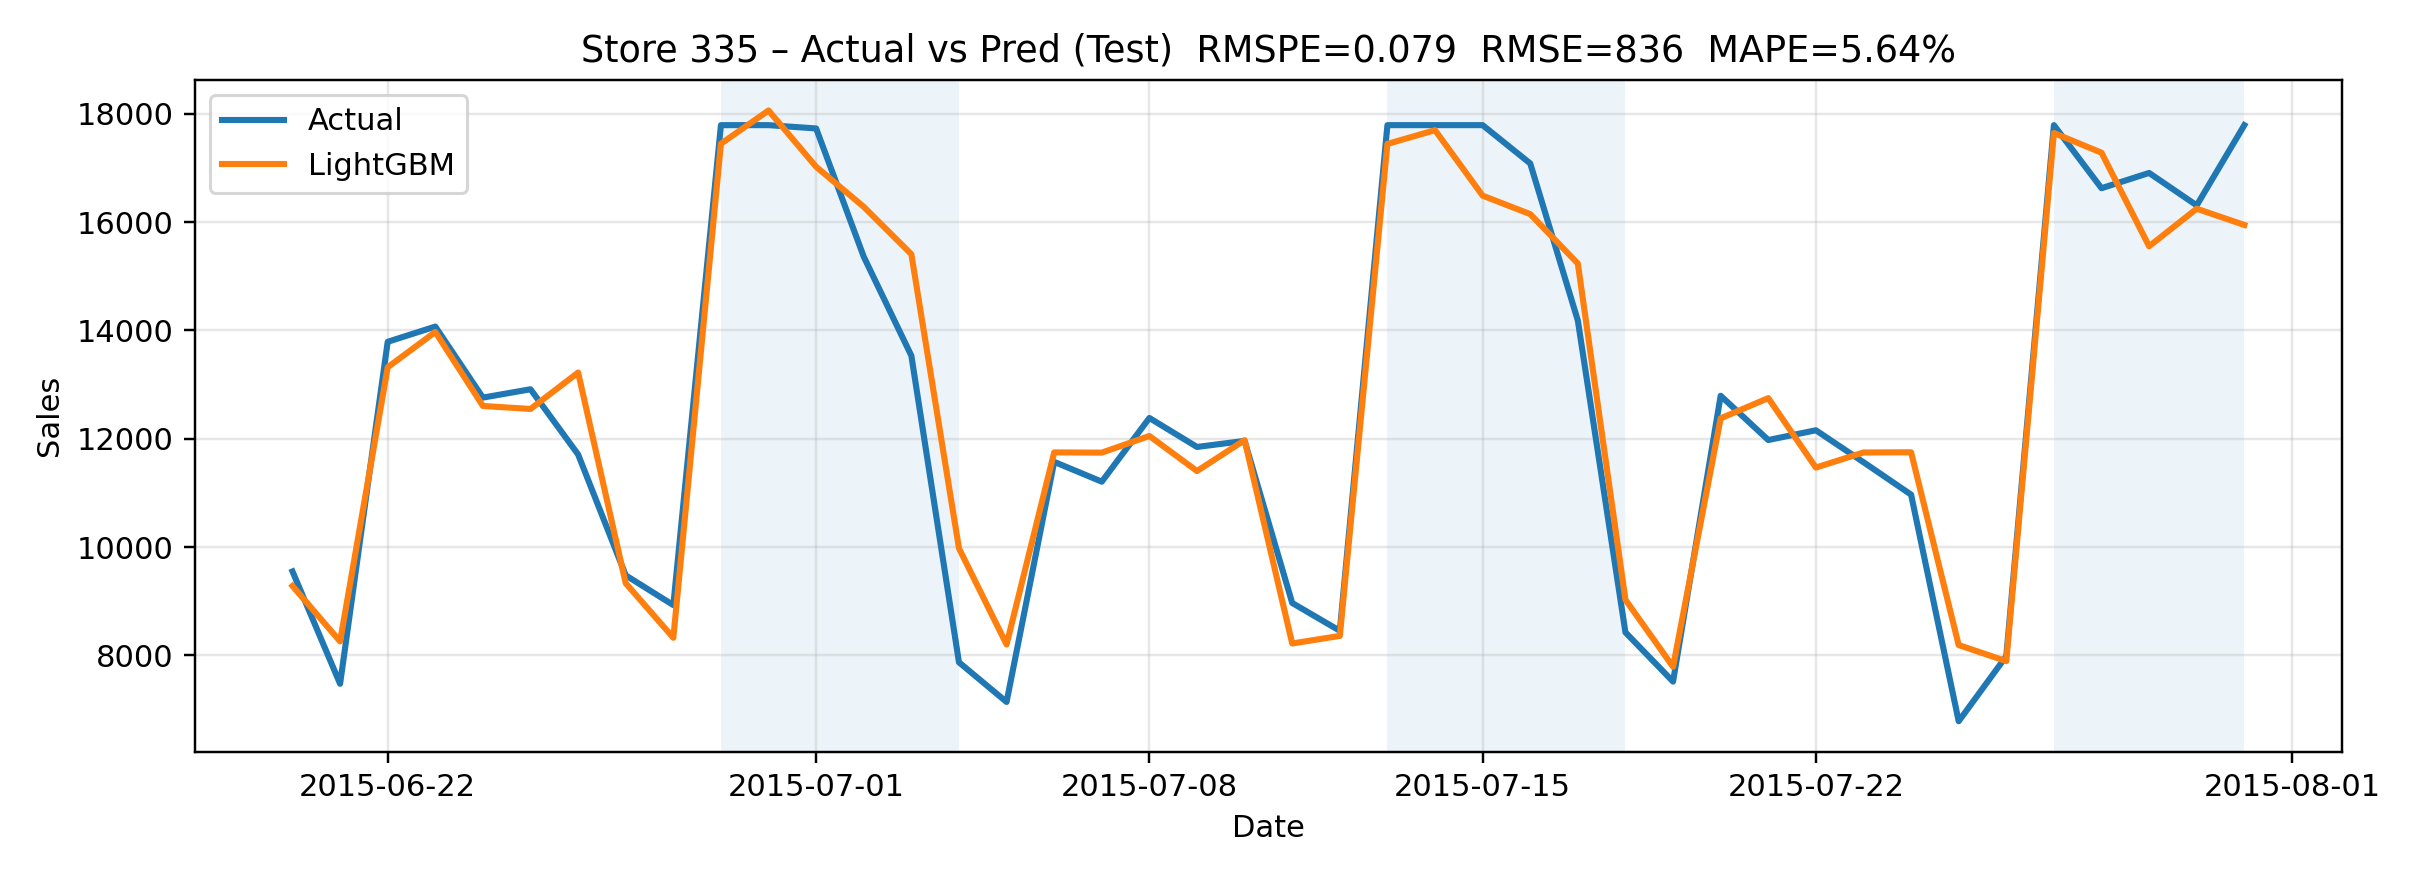 Store 335 – Actual vs Pred (Test)  RMSPE=0.079  RMSE=836  MAPE=5.64%
Actual
LightGBM
18000
16000
14000
12000
10000
8000
Sales
2015-06-22
2015-07-01
2015-07-08
2015-07-15
2015-07-22
2015-08-01
Date